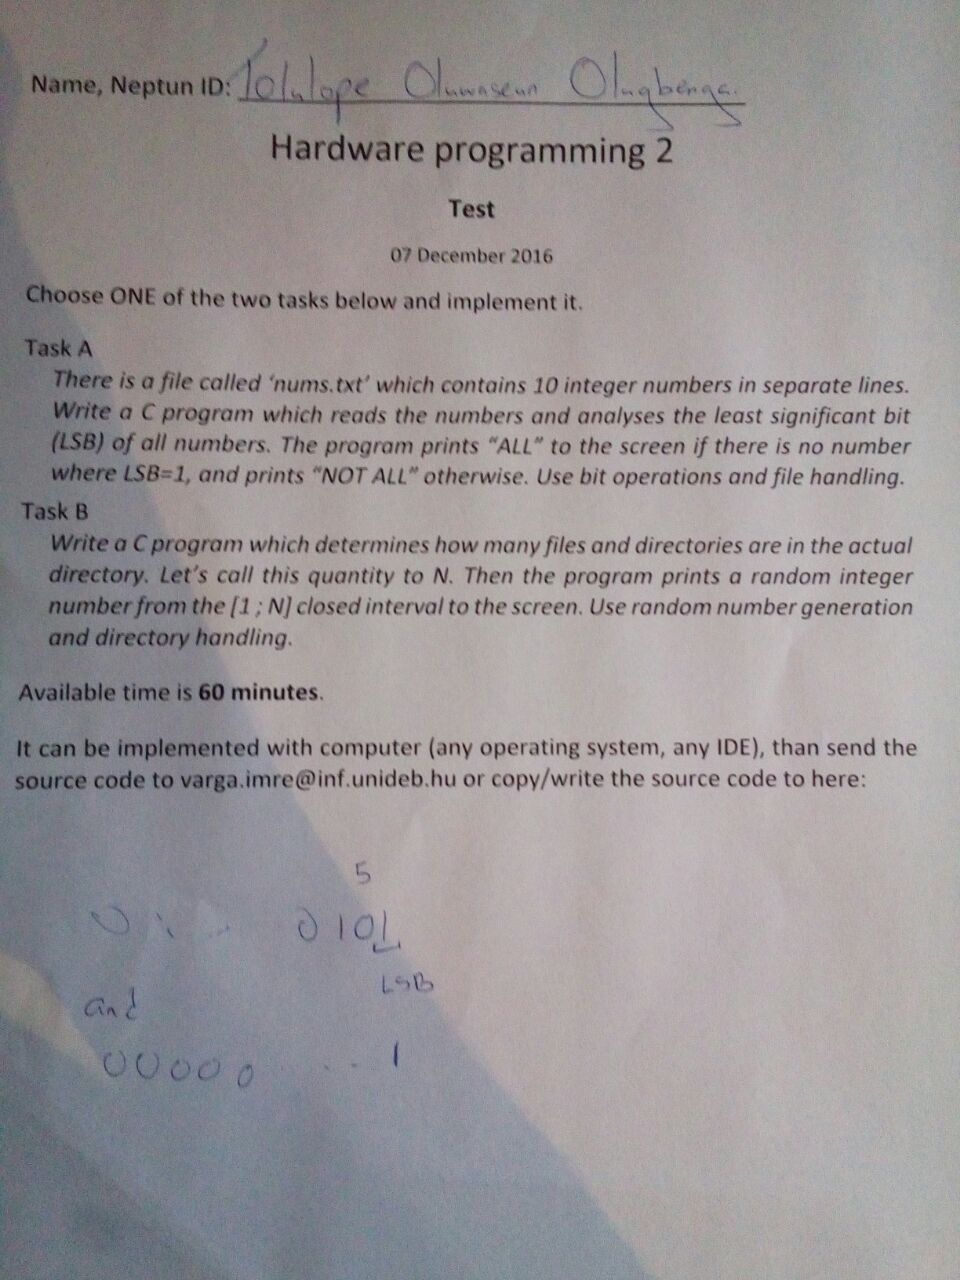 Name, Neptun ID: Tolulope Oluwaseun Olugbenga.
Hardware programming 2
Test
07 December 2016
Choose ONE of the two tasks below and implement it.
Task A
There is a file called ‘nums.txt’ which contains 10 integer numbers in separate lines.
Write a C program which reads the numbers and analyses the least significant bit
(LSB) of all numbers. The program prints “ALL” to the screen if there is no number
where LSB=1, and prints “NOT ALL” otherwise. Use bit operations and file handling.
Task B
Write a C program which determines how many files and directories are in the actual
directory. Let’s call this quantity to N. Then the program prints a random integer
number from the [1 ; N] closed interval to the screen. Use random number generation
and directory handling.
Available time is 60 minutes.
It can be implemented with computer (any operating system, any IDE), than send the
source code to varga.imre@inf.unideb.hu or copy/write the source code to here:
5
0 0101
LSB
and
00000 ... 1